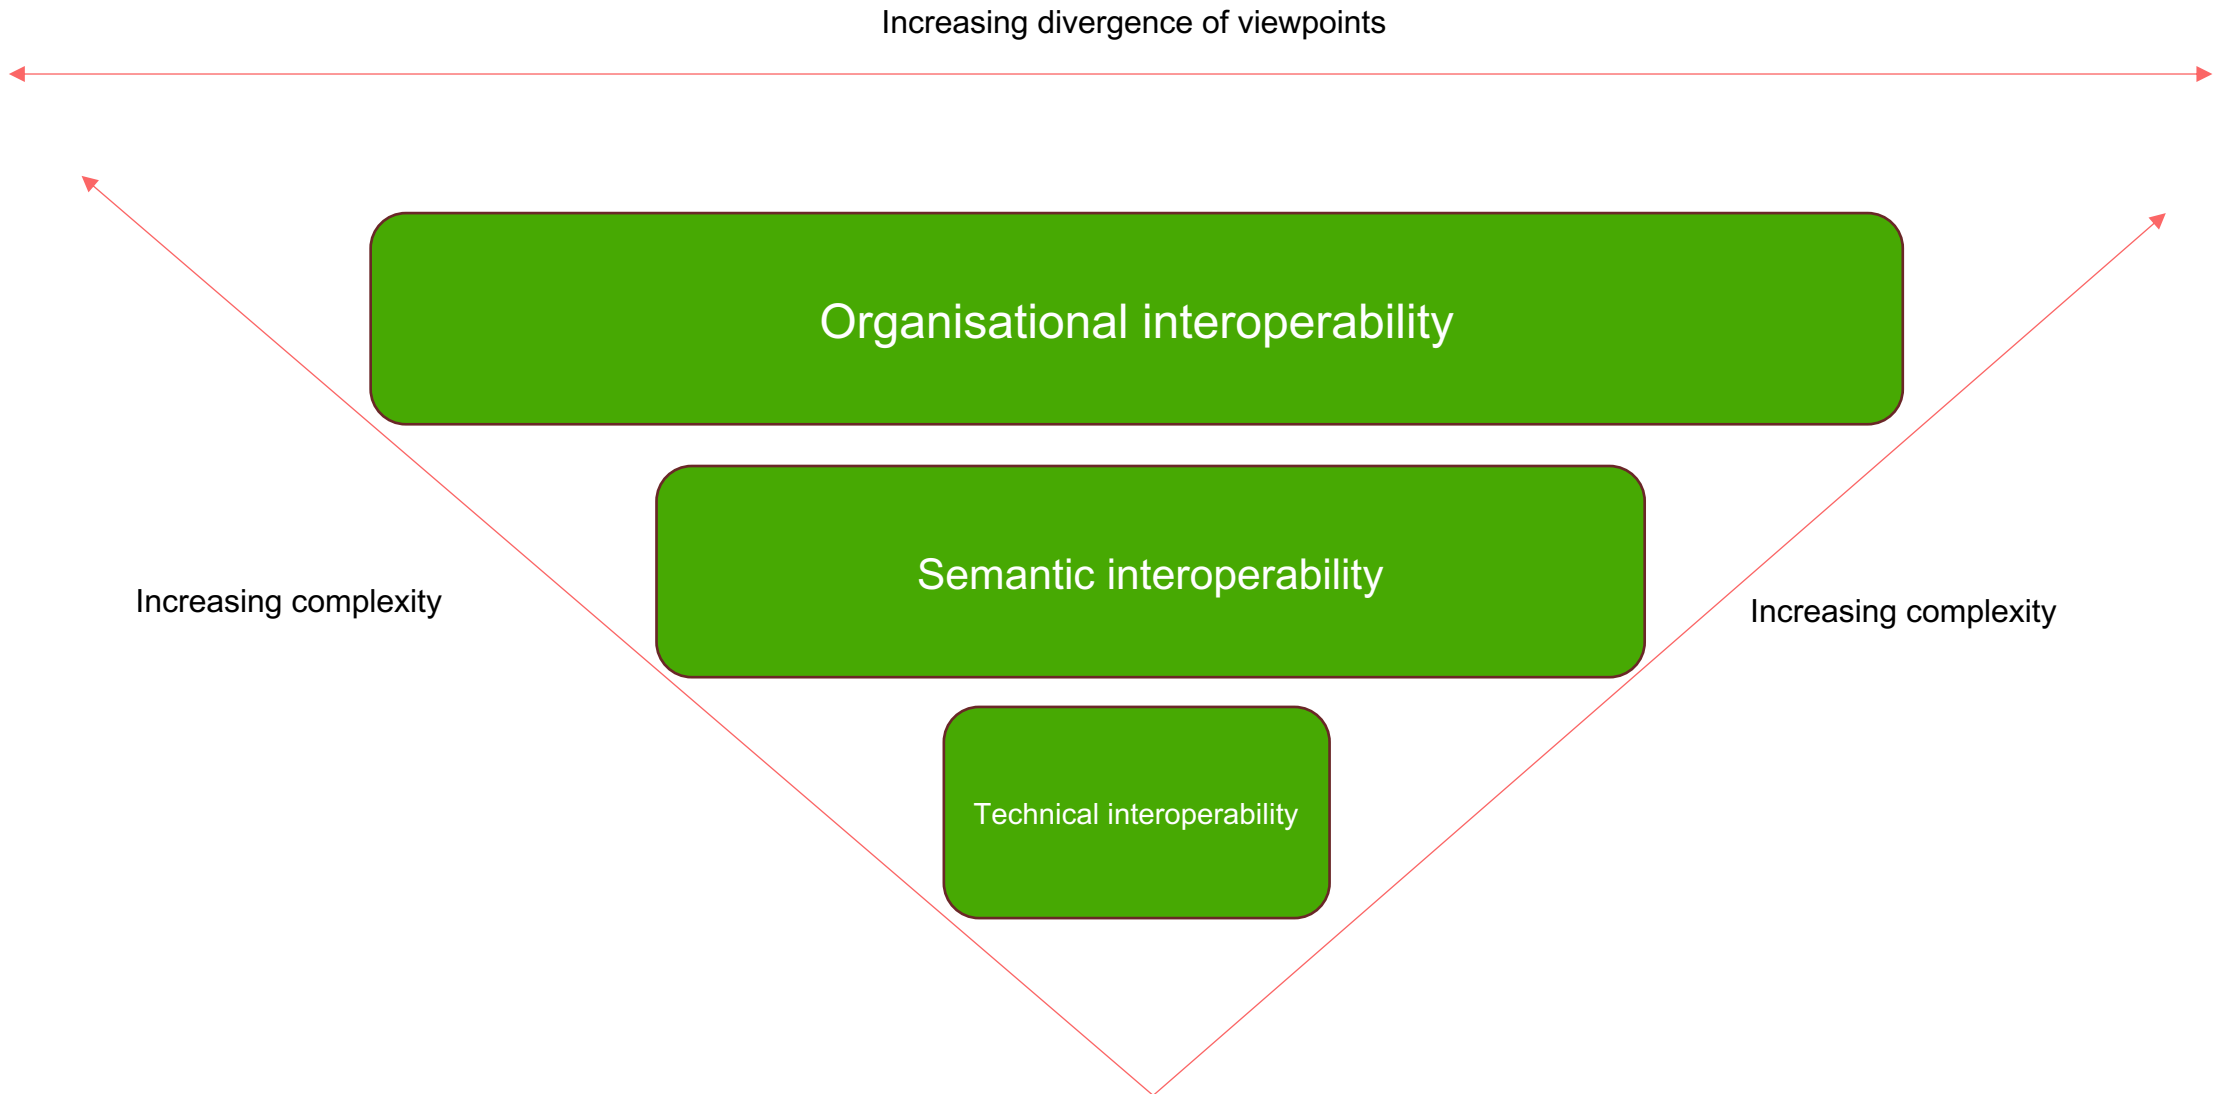 Increasing divergence of viewpoints
Organisational interoperability
Semantic interoperability
Increasing complexity
Increasing complexity
Technical interoperability